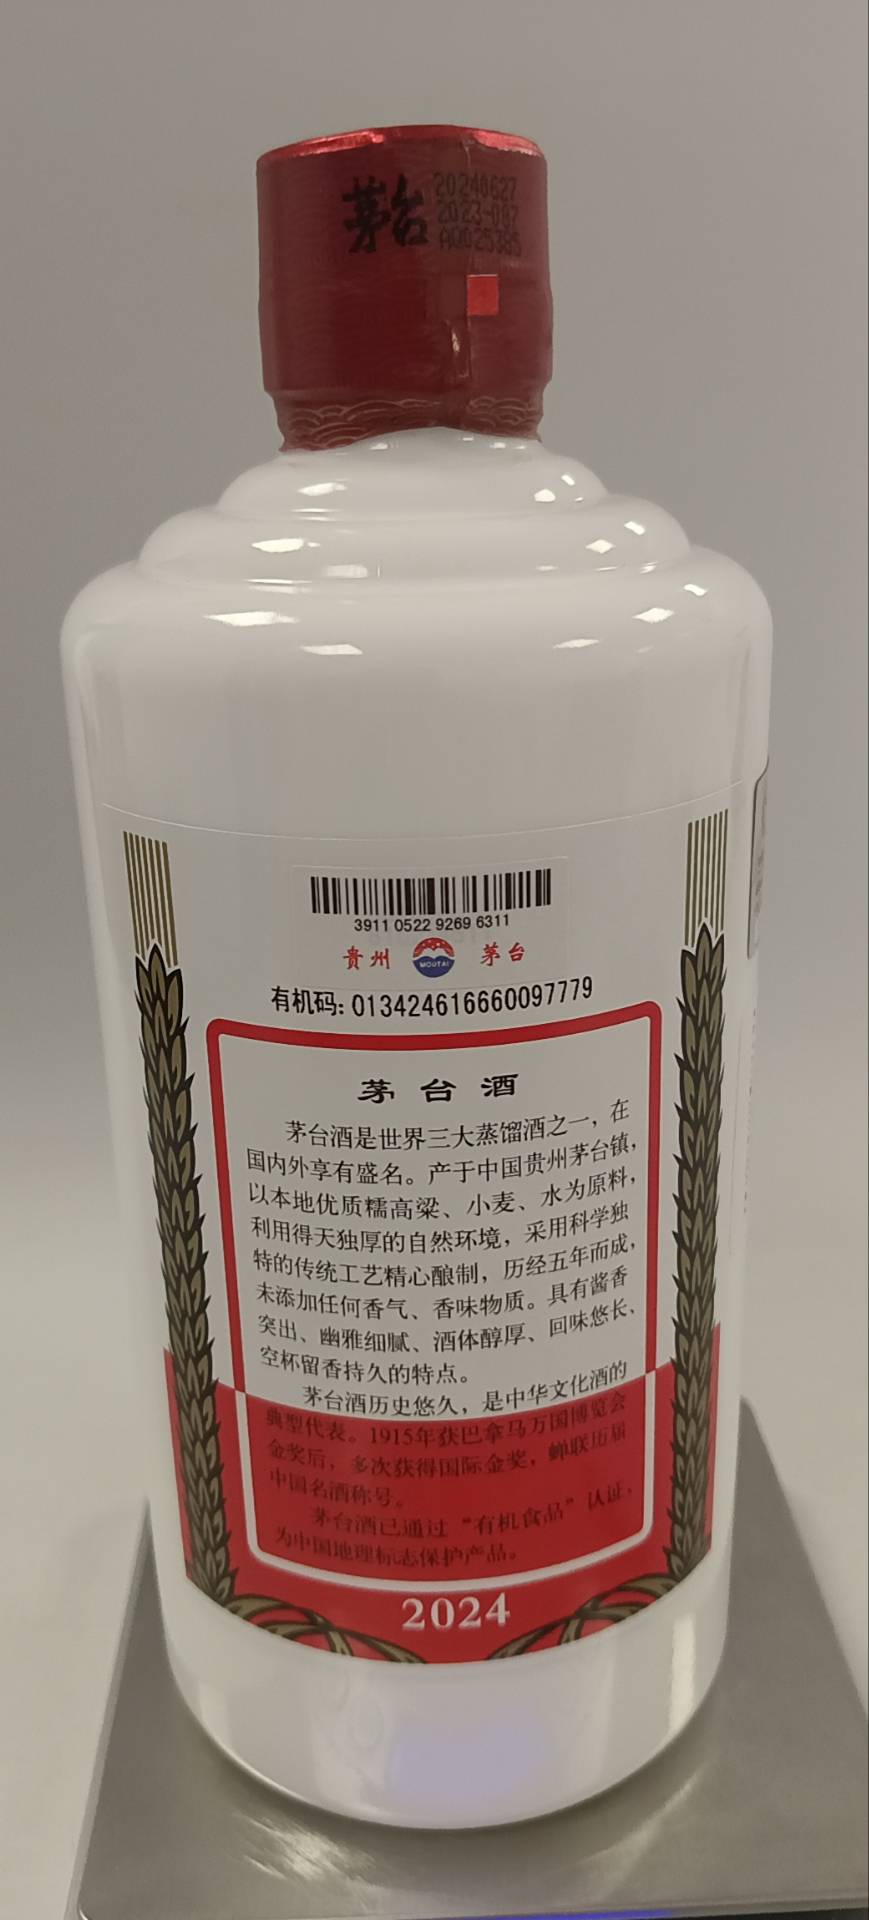 茅台
20240627
2023-087
AQ025385
3911 0522 9269 6311
贵州 MOUTAI 茅台
有机码: 013424616660097779
茅台酒
茅台酒是世界三大蒸馏酒之一，在
国内外享有盛名。产于中国贵州茅台镇，
以本地优质糯高粱、小麦、水为原料，
利用得天独厚的自然环境，采用科学独
特的传统工艺精心酿制，历经五年而成，
未添加任何香气、香味物质。具有酱香
突出、幽雅细腻、酒体醇厚、回味悠长、
空杯留香持久的特点。
茅台酒历史悠久，是中华文化酒的
典型代表。1915年获巴拿马万国博览会
金奖后，多次获得国际金奖，蝉联历届
中国名酒称号。
茅台酒已通过“有机食品”认证，
为中国地理标志保护产品。
2024